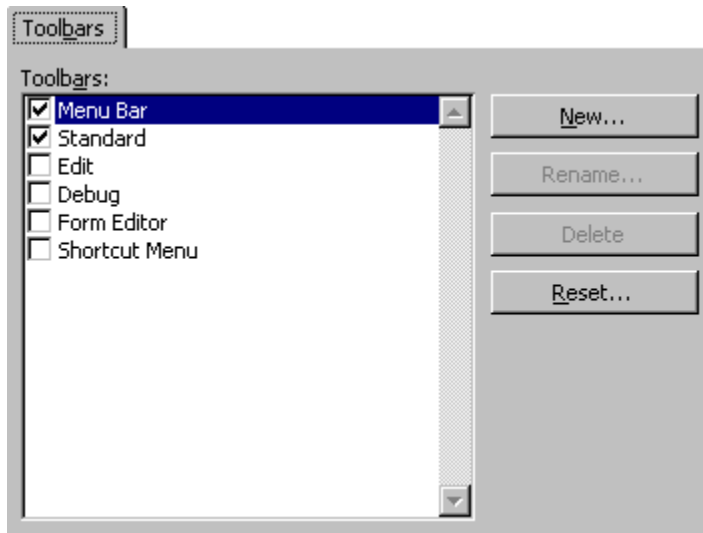 Toolbars
Toolbars:
Menu Bar
Standard
Edit
Debug
Form Editor
Shortcut Menu
New...
Rename...
Delete
Reset...